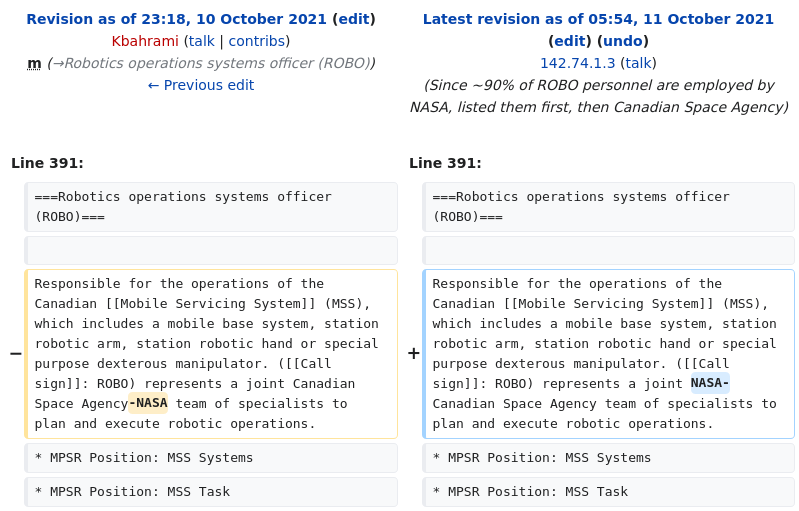 Revision as of 23:18, 10 October 2021 (edit)
Kbahrami (talk | contribs)
m (→Robotics operations systems officer (ROBO))
← Previous edit
Latest revision as of 05:54, 11 October 2021
(edit) (undo)
142.74.1.3 (talk)
(Since ~90% of ROBO personnel are employed by
NASA, listed them first, then Canadian Space Agency)
Line 391:
===Robotics operations systems officer
(ROBO)===
Responsible for the operations of the
Canadian [[Mobile Servicing System]] (MSS),
which includes a mobile base system, station
robotic arm, station robotic hand or special
purpose dexterous manipulator. ([[Call
− sign]]: ROBO) represents a joint Canadian
Space Agency-NASA team of specialists to
plan and execute robotic operations.
* MPSR Position: MSS Systems
* MPSR Position: MSS Task
Line 391:
===Robotics operations systems officer
(ROBO)===
Responsible for the operations of the
Canadian [[Mobile Servicing System]] (MSS),
which includes a mobile base system, station
robotic arm, station robotic hand or special
purpose dexterous manipulator. ([[Call
+ sign]]: ROBO) represents a joint NASA-
Canadian Space Agency team of specialists to
plan and execute robotic operations.
* MPSR Position: MSS Systems
* MPSR Position: MSS Task